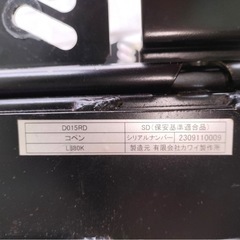 D015RD SD(保安基準適合品)
コペン シリアルナンバー 2309110009
L880K 製造元 有限会社カワイ製作所